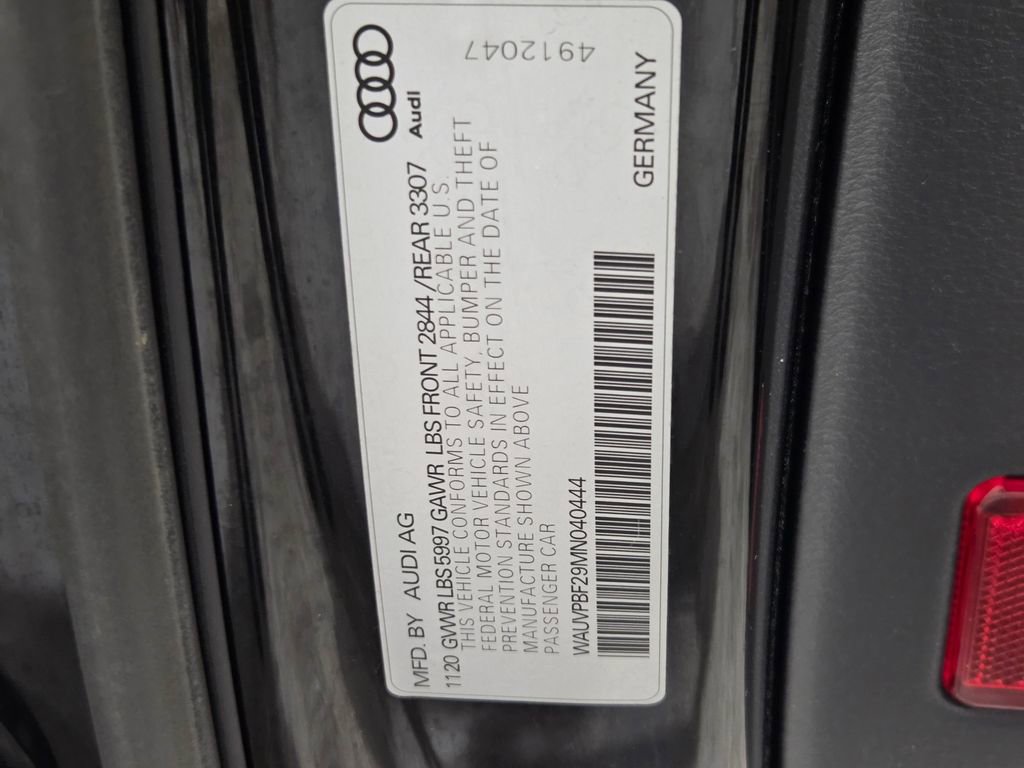 Audi
4912047
MFD. BY AUDI AG
1120 GVWR LBS 5997 GAWR LBS FRONT 2844 /REAR 3307
THIS VEHICLE CONFORMS TO ALL APPLICABLE U.S.
FEDERAL MOTOR VEHICLE SAFETY, BUMPER AND THEFT
PREVENTION STANDARDS IN EFFECT ON THE DATE OF
MANUFACTURE SHOWN ABOVE
PASSENGER CAR
WAUVPBF29MN040444
GERMANY